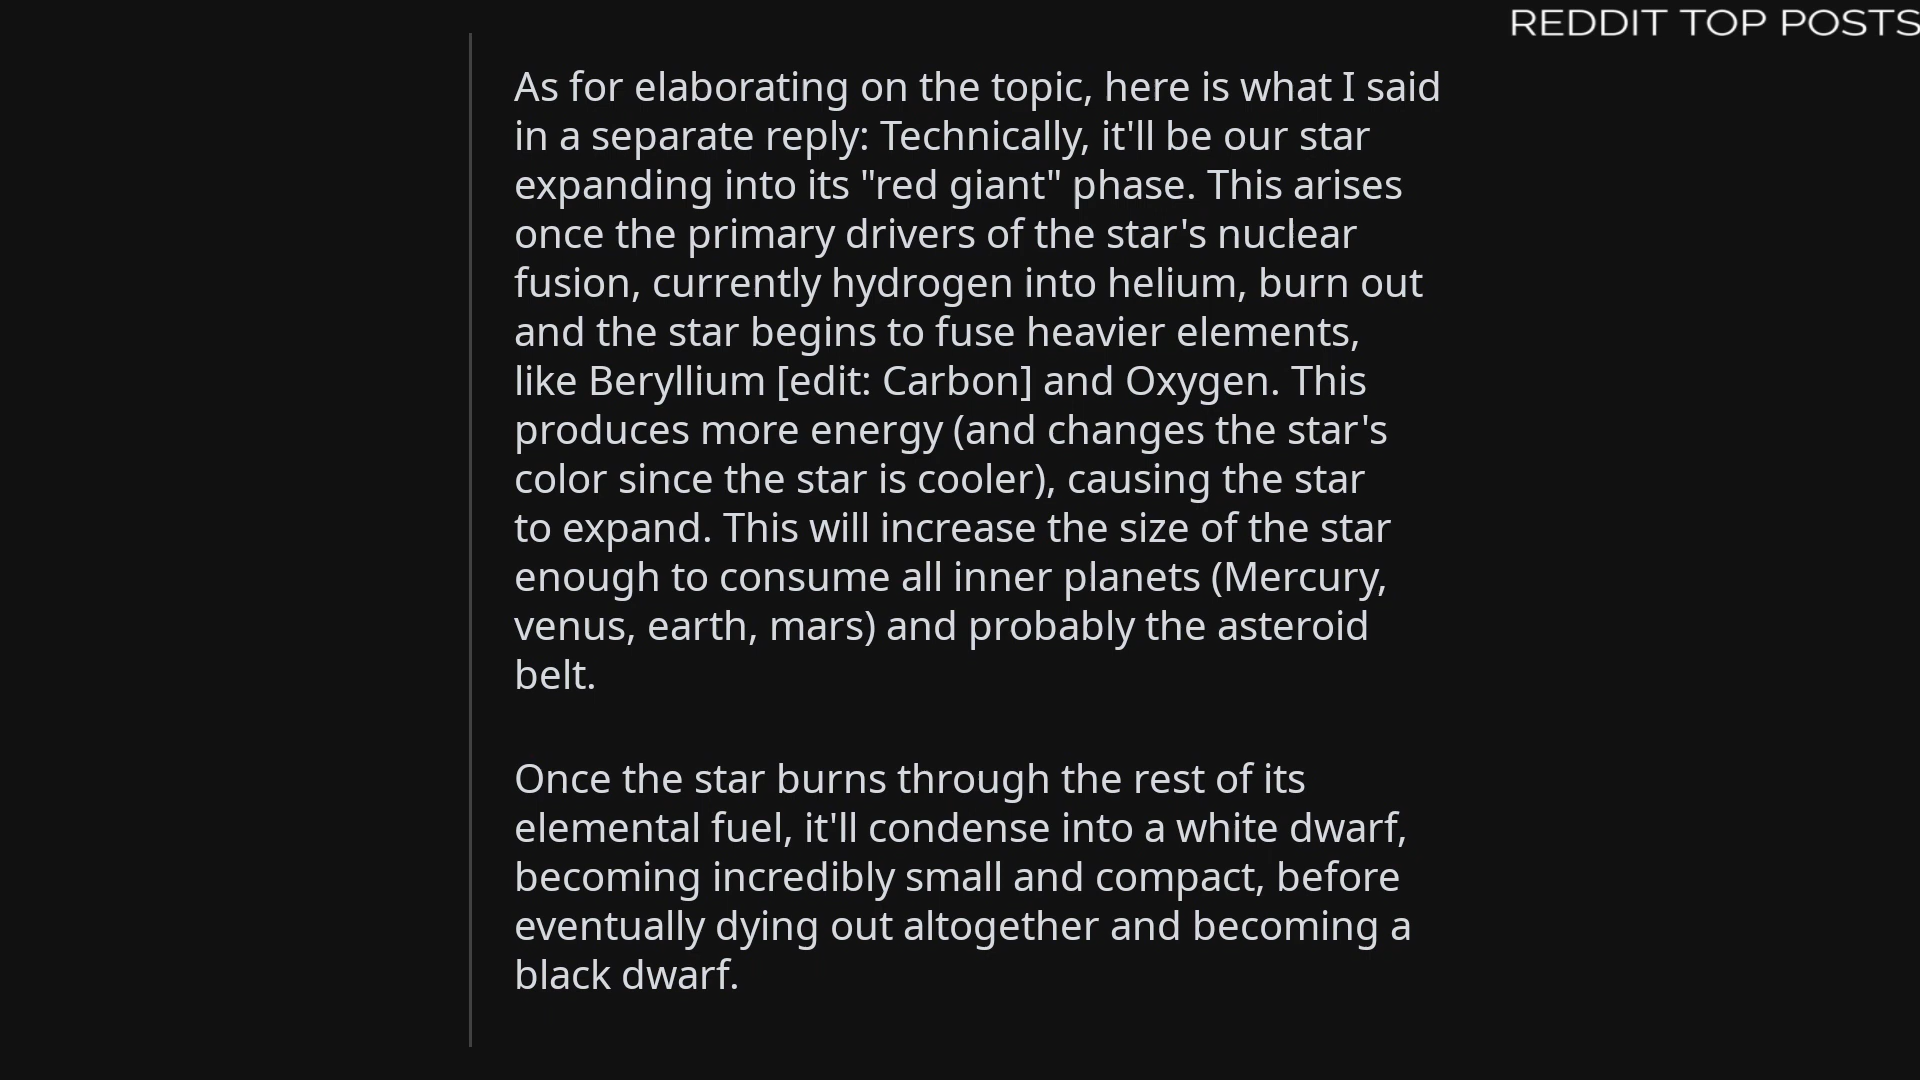 REDDIT TOP POSTS
As for elaborating on the topic, here is what I said
in a separate reply: Technically, it'll be our star
expanding into its "red giant" phase. This arises
once the primary drivers of the star's nuclear
fusion, currently hydrogen into helium, burn out
and the star begins to fuse heavier elements,
like Beryllium [edit: Carbon] and Oxygen. This
produces more energy (and changes the star's
color since the star is cooler), causing the star
to expand. This will increase the size of the star
enough to consume all inner planets (Mercury,
venus, earth, mars) and probably the asteroid
belt.
Once the star burns through the rest of its
elemental fuel, it'll condense into a white dwarf,
becoming incredibly small and compact, before
eventually dying out altogether and becoming a
black dwarf.